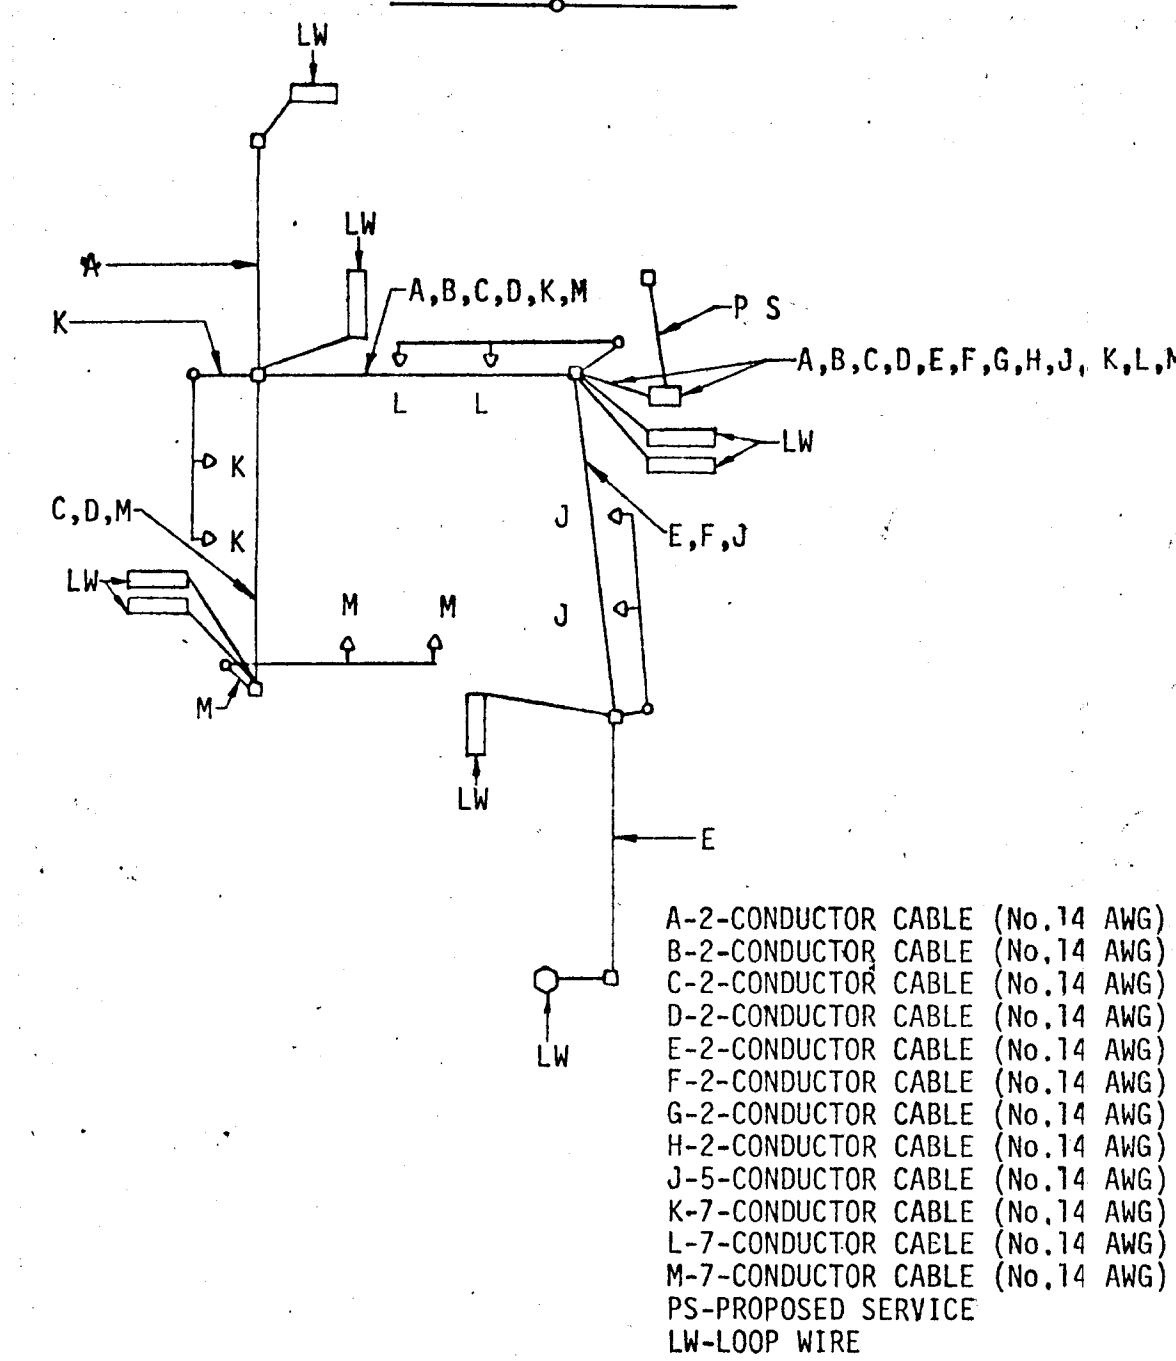 LW
LW
A
A,B,C,D,K,M
P S
K
A,B,C,D,E,F,G,H,J, K,L,M
L L
LW
K
C,D,M
J
E,F,J
K
LW
M M
J
M
LW
E
A-2-CONDUCTOR CABLE (No.14 AWG)
B-2-CONDUCTOR CABLE (No.14 AWG)
C-2-CONDUCTOR CABLE (No.14 AWG)
D-2-CONDUCTOR CABLE (No.14 AWG)
E-2-CONDUCTOR CABLE (No.14 AWG)
LW
F-2-CONDUCTOR CABLE (No.14 AWG)
G-2-CONDUCTOR CABLE (No.14 AWG)
H-2-CONDUCTOR CABLE (No.14 AWG)
J-5-CONDUCTOR CABLE (No.14 AWG)
K-7-CONDUCTOR CABLE (No.14 AWG)
L-7-CONDUCTOR CABLE (No.14 AWG)
M-7-CONDUCTOR CABLE (No.14 AWG)
PS-PROPOSED SERVICE
LW-LOOP WIRE